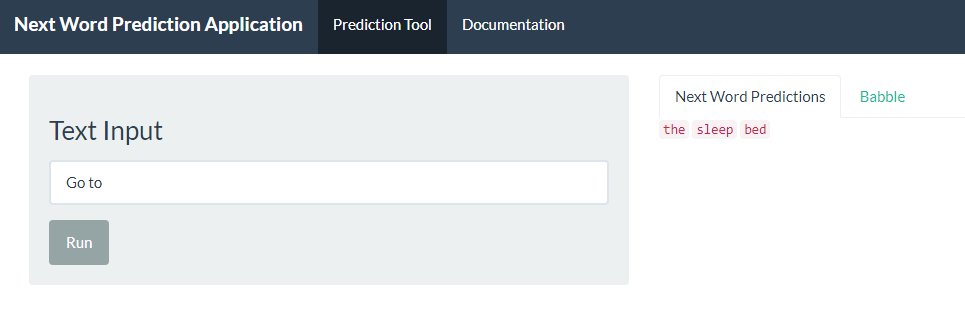 Next Word Prediction Application Prediction Tool Documentation
Text Input
Go to
Run
Next Word Predictions Babble
the sleep bed